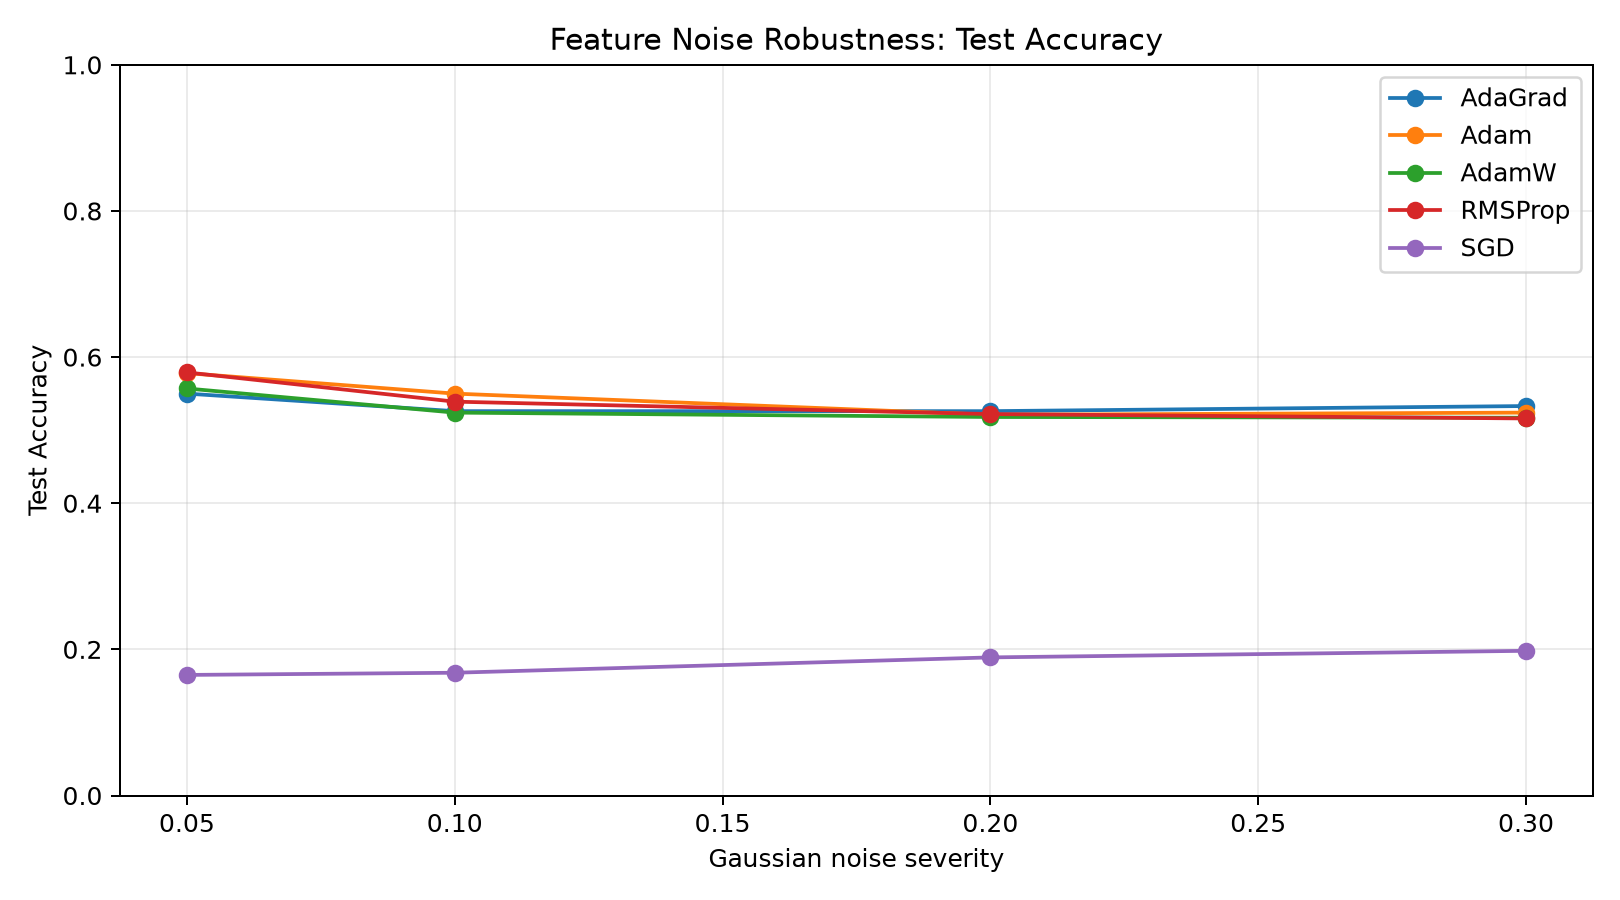 Feature Noise Robustness: Test Accuracy
1.0
0.8
0.6
0.4
0.2
0.0
Test Accuracy
AdaGrad
Adam
AdamW
RMSProp
SGD
0.05 0.10 0.15 0.20 0.25 0.30
Gaussian noise severity